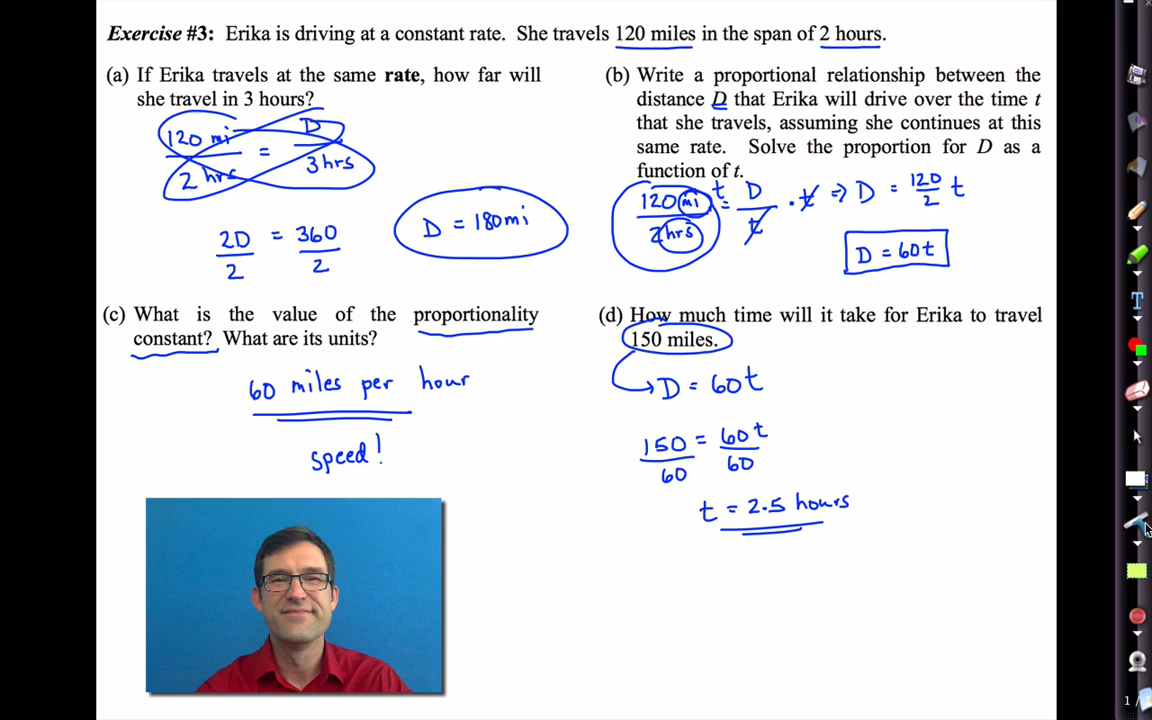 Exercise #3: Erika is driving at a constant rate. She travels 120 miles in the span of 2 hours.
(a) If Erika travels at the same rate, how far will
she travel in 3 hours?
120 mi / 2 hrs = D / 3 hrs
2D / 2 = 360 / 2
D = 180 mi
(b) Write a proportional relationship between the
distance D that Erika will drive over the time t
that she travels, assuming she continues at this
same rate. Solve the proportion for D as a
function of t.
t · 120 mi / 2 hrs = D / t · t ⇒ D = 120 / 2 t
D = 60t
(c) What is the value of the proportionality
constant? What are its units?
60 miles per hour
speed!
(d) How much time will it take for Erika to travel
150 miles.
D = 60t
150 / 60 = 60t / 60
t = 2.5 hours
T
1 / 1